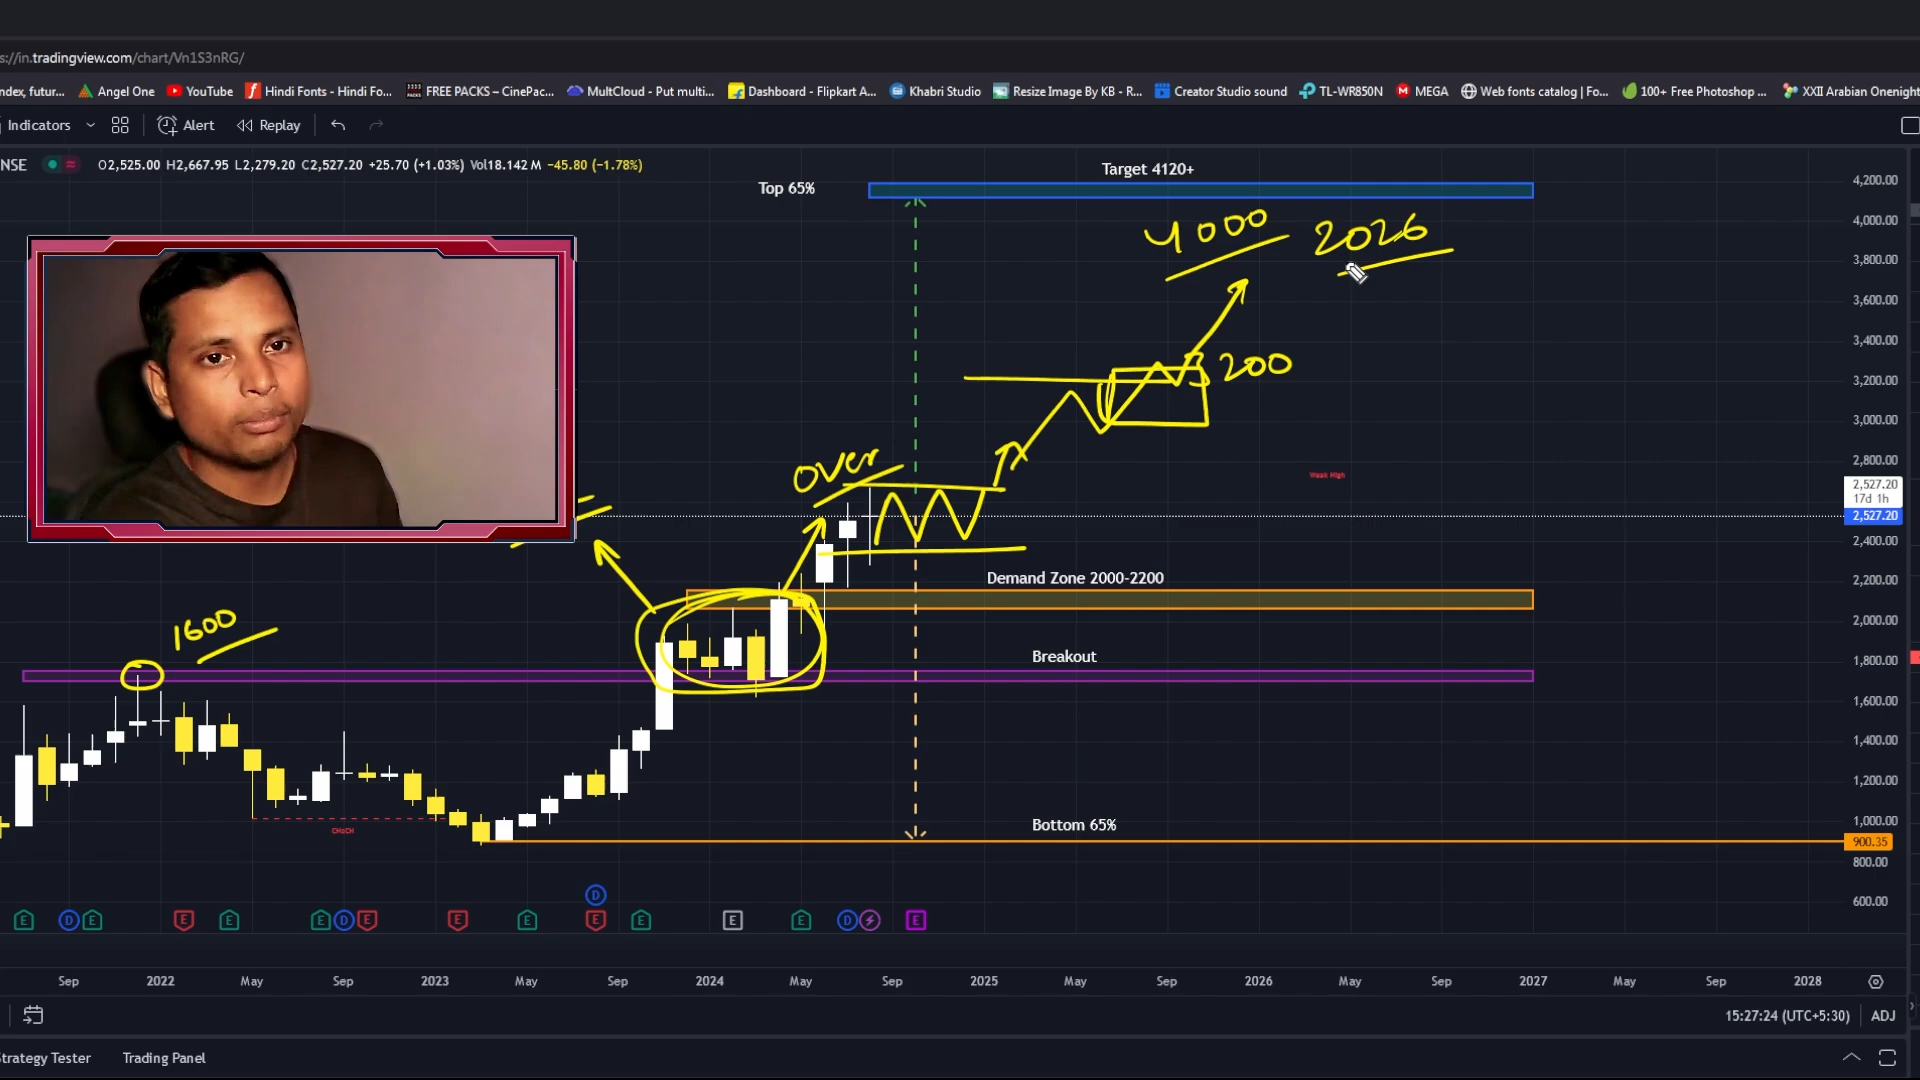 s://in.tradingview.com/chart/Vn1S3nRG/
ndex, futur... Angel One YouTube Hindi Fonts - Hindi Fo... FREE PACKS – CinePac... MultCloud - Put multi... Dashboard - Flipkart A... Khabri Studio Resize Image By KB - R... Creator Studio sound TL-WR850N MEGA Web fonts catalog | Fo... 100+ Free Photoshop ... XXII Arabian Onenight
Indicators Alert Replay
NSE O2,525.00 H2,667.95 L2,279.20 C2,527.20 +25.70 (+1.03%) Vol18.142 M −45.80 (−1.78%)
Target 4120+
Top 65%
4,200.00
4000 2026
4,000.00
3,800.00
3,600.00
3,400.00
200
3,200.00
3,000.00
over
2,800.00
Weak High
2,527.20
17d 1h
2,527.20
2,400.00
Demand Zone 2000-2200
2,200.00
1600
2,000.00
Breakout
1,800.00
1,600.00
1,400.00
1,200.00
Bottom 65%
1,000.00
CHoCH
900.35
800.00
D
600.00
E D E E E E D E E E E E E E D E
Sep 2022 May Sep 2023 May Sep 2024 May Sep 2025 May Sep 2026 May Sep 2027 May Sep 2028
15:27:24 (UTC+5:30) ADJ
Strategy Tester Trading Panel